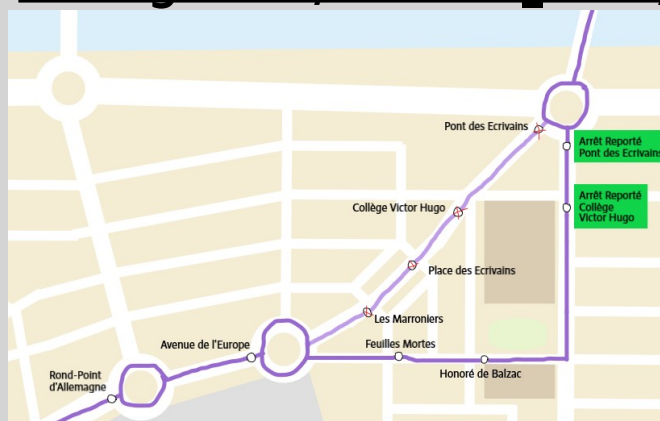 Pont des Ecrivains
Arrêt Reporté
Pont des Ecrivains
Arrêt Reporté
Collège
Victor Hugo
Collège Victor Hugo
Place des Ecrivains
Les Marroniers
Avenue de l'Europe
Feuilles Mortes
Honoré de Balzac
Rond-Point
d'Allemagne